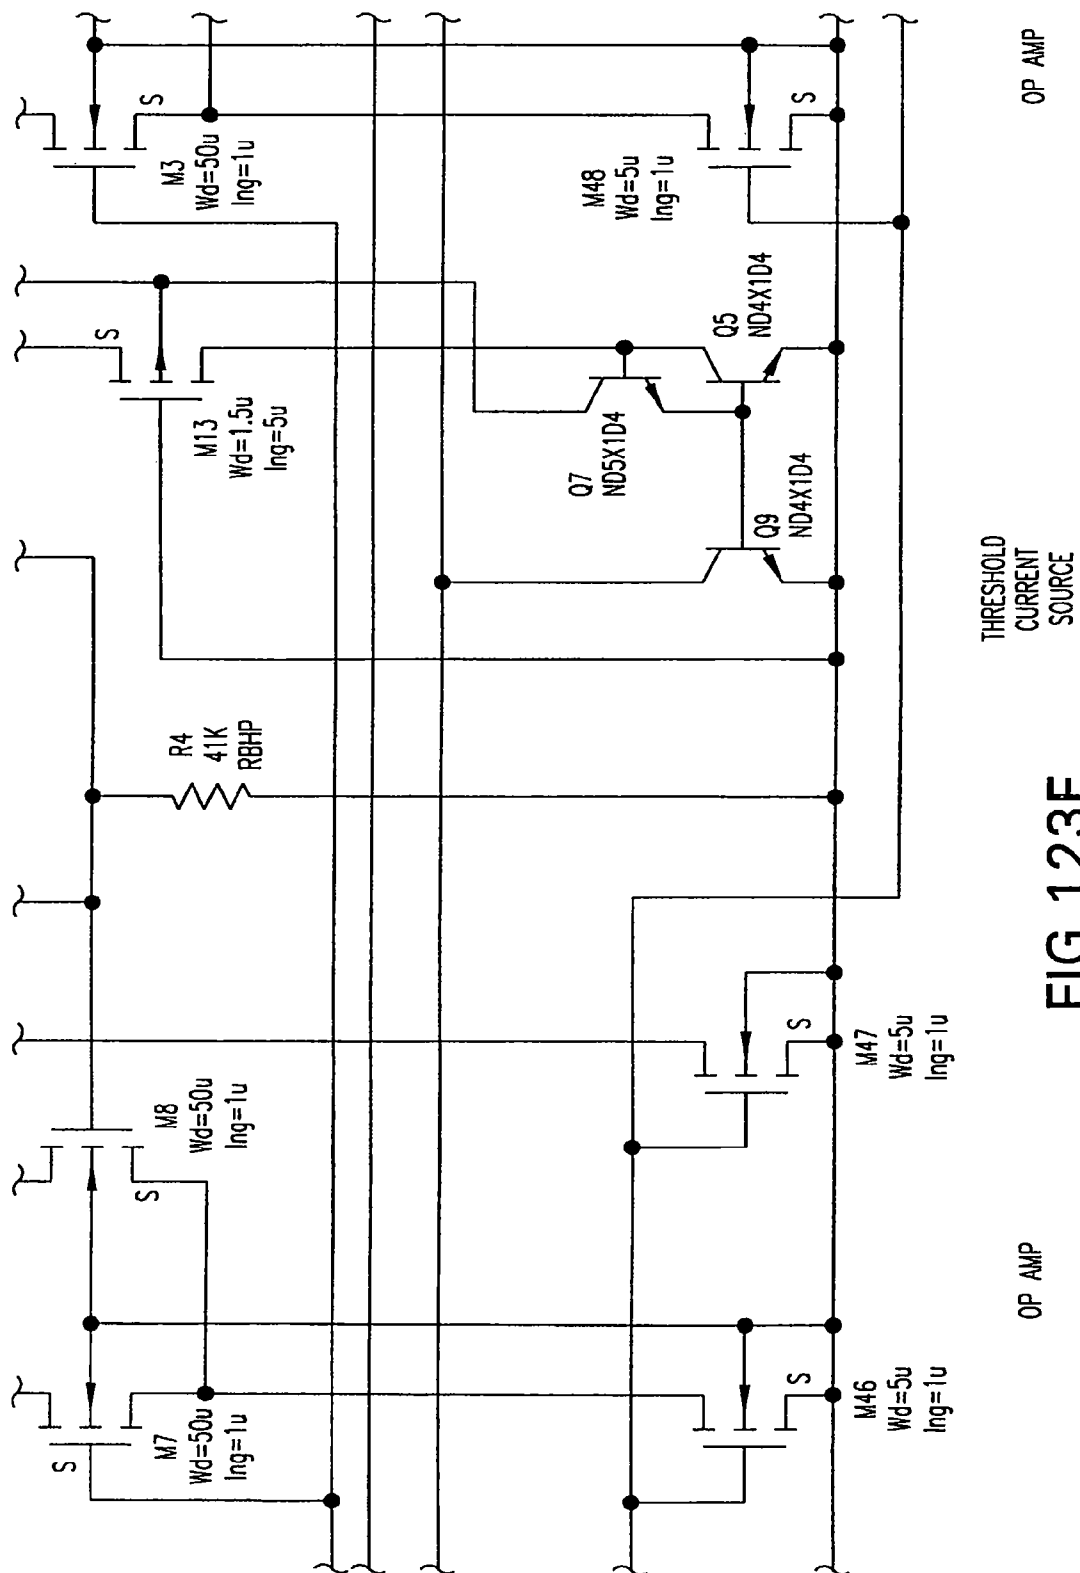 S
M7
Wd=50u
lng=1u
S
M8
Wd=50u
lng=1u
S
M46
Wd=5u
lng=1u
S
M47
Wd=5u
lng=1u
R4
41K
RBHP
S
M13
Wd=1.5u
lng=5u
Q7
ND5X1D4
Q9
ND4X1D4
Q5
ND4X1D4
S
M3
Wd=50u
lng=1u
M48
Wd=5u
lng=1u
S
OP AMP
THRESHOLD
CURRENT
SOURCE
OP AMP
FIG